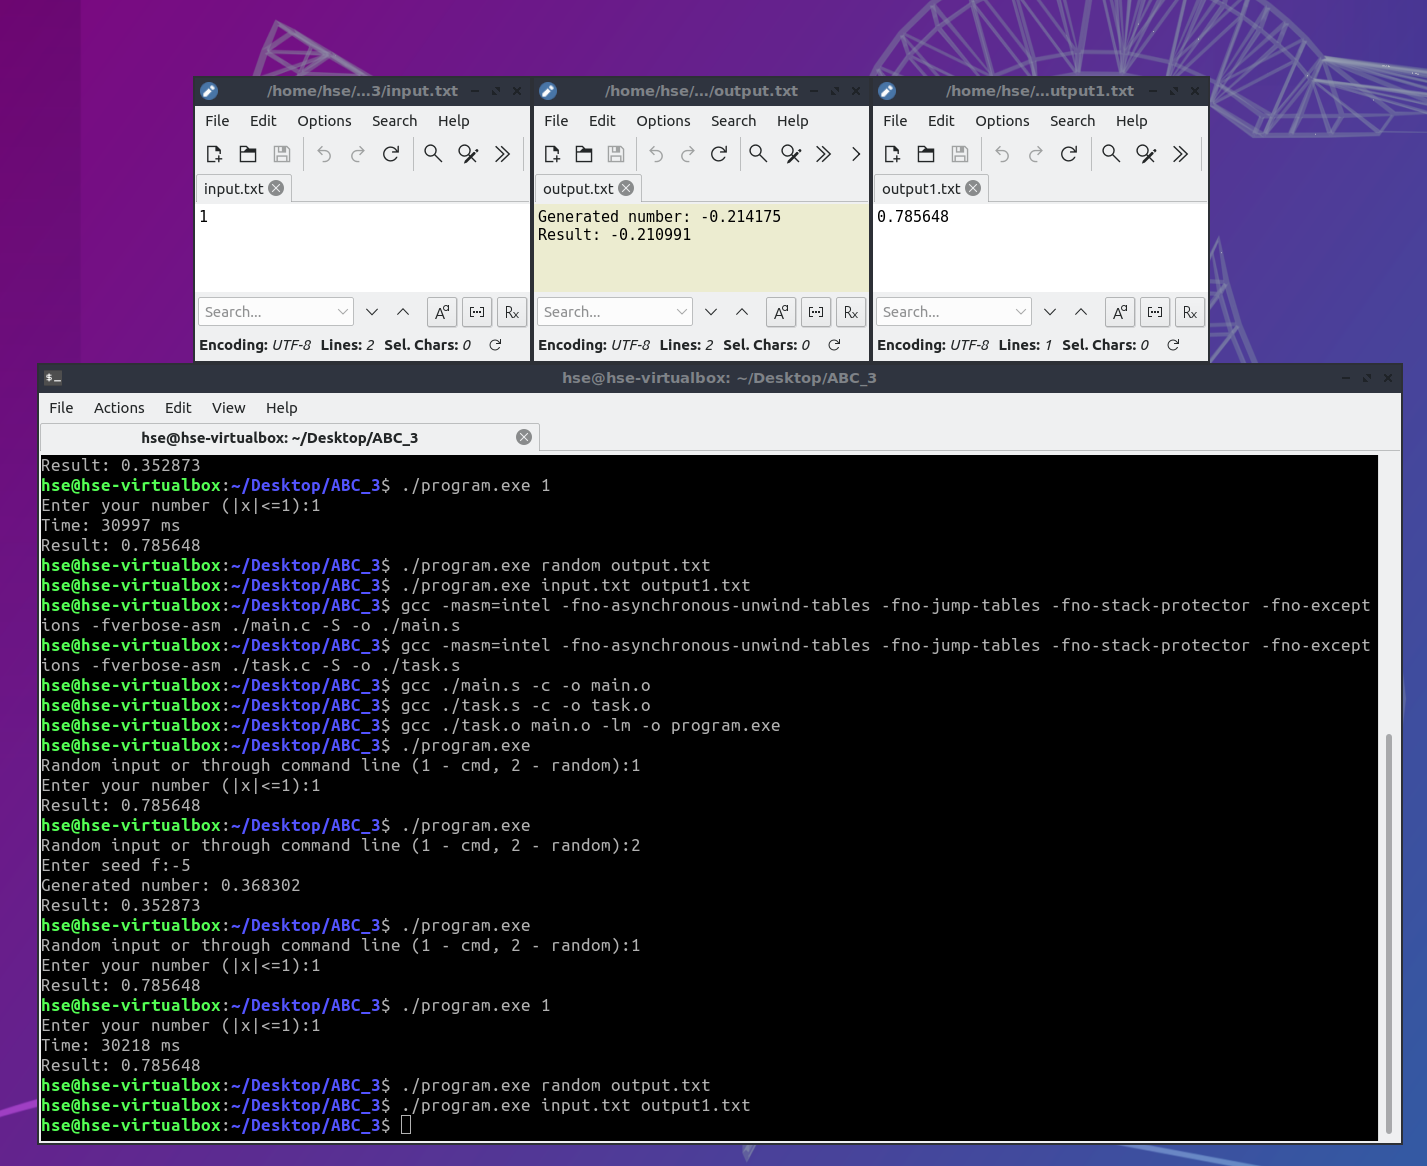 /home/hse/...3/input.txt
File Edit Options Search Help
input.txt
1
Search...
Encoding: UTF-8 Lines: 2 Sel. Chars: 0
/home/hse/.../output.txt
File Edit Options Search Help
output.txt
Generated number: -0.214175
Result: -0.210991
Search...
Encoding: UTF-8 Lines: 2 Sel. Chars: 0
/home/hse/...utput1.txt
File Edit Options Search Help
output1.txt
0.785648
Search...
Encoding: UTF-8 Lines: 1 Sel. Chars: 0
hse@hse-virtualbox: ~/Desktop/ABC_3
File Actions Edit View Help
hse@hse-virtualbox: ~/Desktop/ABC_3
Result: 0.352873
hse@hse-virtualbox:~/Desktop/ABC_3$ ./program.exe 1
Enter your number (|x|<=1):1
Time: 30997 ms
Result: 0.785648
hse@hse-virtualbox:~/Desktop/ABC_3$ ./program.exe random output.txt
hse@hse-virtualbox:~/Desktop/ABC_3$ ./program.exe input.txt output1.txt
hse@hse-virtualbox:~/Desktop/ABC_3$ gcc -masm=intel -fno-asynchronous-unwind-tables -fno-jump-tables -fno-stack-protector -fno-except
ions -fverbose-asm ./main.c -S -o ./main.s
hse@hse-virtualbox:~/Desktop/ABC_3$ gcc -masm=intel -fno-asynchronous-unwind-tables -fno-jump-tables -fno-stack-protector -fno-except
ions -fverbose-asm ./task.c -S -o ./task.s
hse@hse-virtualbox:~/Desktop/ABC_3$ gcc ./main.s -c -o main.o
hse@hse-virtualbox:~/Desktop/ABC_3$ gcc ./task.s -c -o task.o
hse@hse-virtualbox:~/Desktop/ABC_3$ gcc ./task.o main.o -lm -o program.exe
hse@hse-virtualbox:~/Desktop/ABC_3$ ./program.exe
Random input or through command line (1 - cmd, 2 - random):1
Enter your number (|x|<=1):1
Result: 0.785648
hse@hse-virtualbox:~/Desktop/ABC_3$ ./program.exe
Random input or through command line (1 - cmd, 2 - random):2
Enter seed f:-5
Generated number: 0.368302
Result: 0.352873
hse@hse-virtualbox:~/Desktop/ABC_3$ ./program.exe
Random input or through command line (1 - cmd, 2 - random):1
Enter your number (|x|<=1):1
Result: 0.785648
hse@hse-virtualbox:~/Desktop/ABC_3$ ./program.exe 1
Enter your number (|x|<=1):1
Time: 30218 ms
Result: 0.785648
hse@hse-virtualbox:~/Desktop/ABC_3$ ./program.exe random output.txt
hse@hse-virtualbox:~/Desktop/ABC_3$ ./program.exe input.txt output1.txt
hse@hse-virtualbox:~/Desktop/ABC_3$